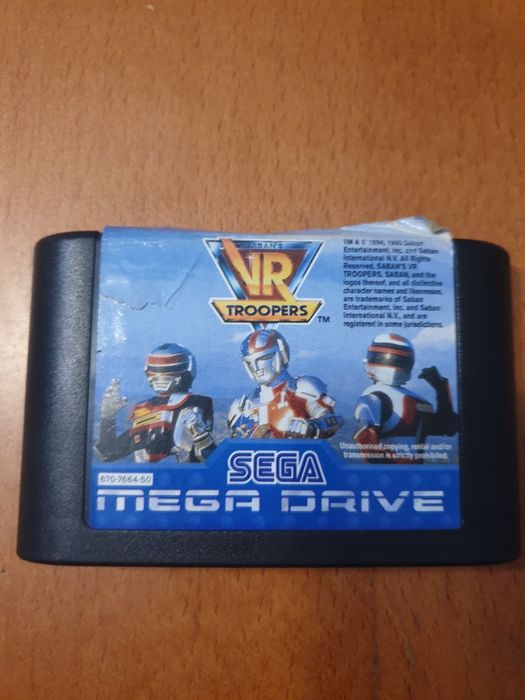 SABAN'S
VR
TROOPERS
TM
TM & © 1994, 1995 Saban
Entertainment, Inc. and Saban
International N.V. All Rights
Reserved. SABAN'S VR
TROOPERS, SABAN, and the
logos thereof, and all distinctive
character names and likenesses,
are trademarks of Saban
Entertainment, Inc. and Saban
International N.V., and are
registered in some jurisdictions.
Unauthorised copying, rental and/or
transmission is strictly prohibited.
670-7664-50
SEGA
MEGA DRIVE